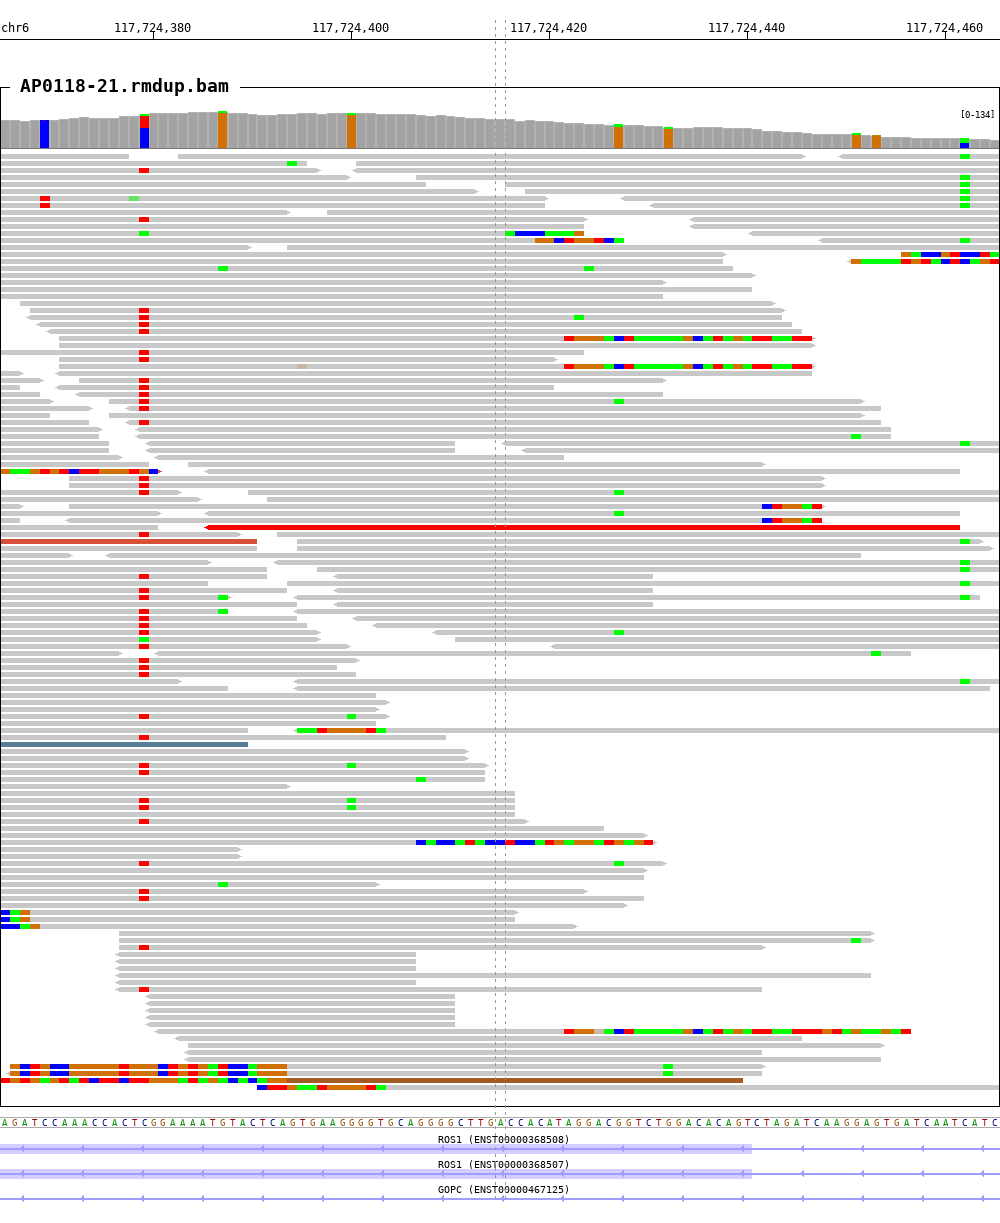 chr6 117,724,380 117,724,400 117,724,420 117,724,440 117,724,460
AP0118-21.rmdup.bam
[0-134]
AGATCCAAACCACTCGGAAAATGTACTCAGTGAAGGGGTGCAGGGGCTTGACCACATAGGACGGTCTGGACACAGTCTAGATCAAGGAGTGATCAATCATC
ROS1 (ENST00000368508)
ROS1 (ENST00000368507)
GOPC (ENST00000467125)